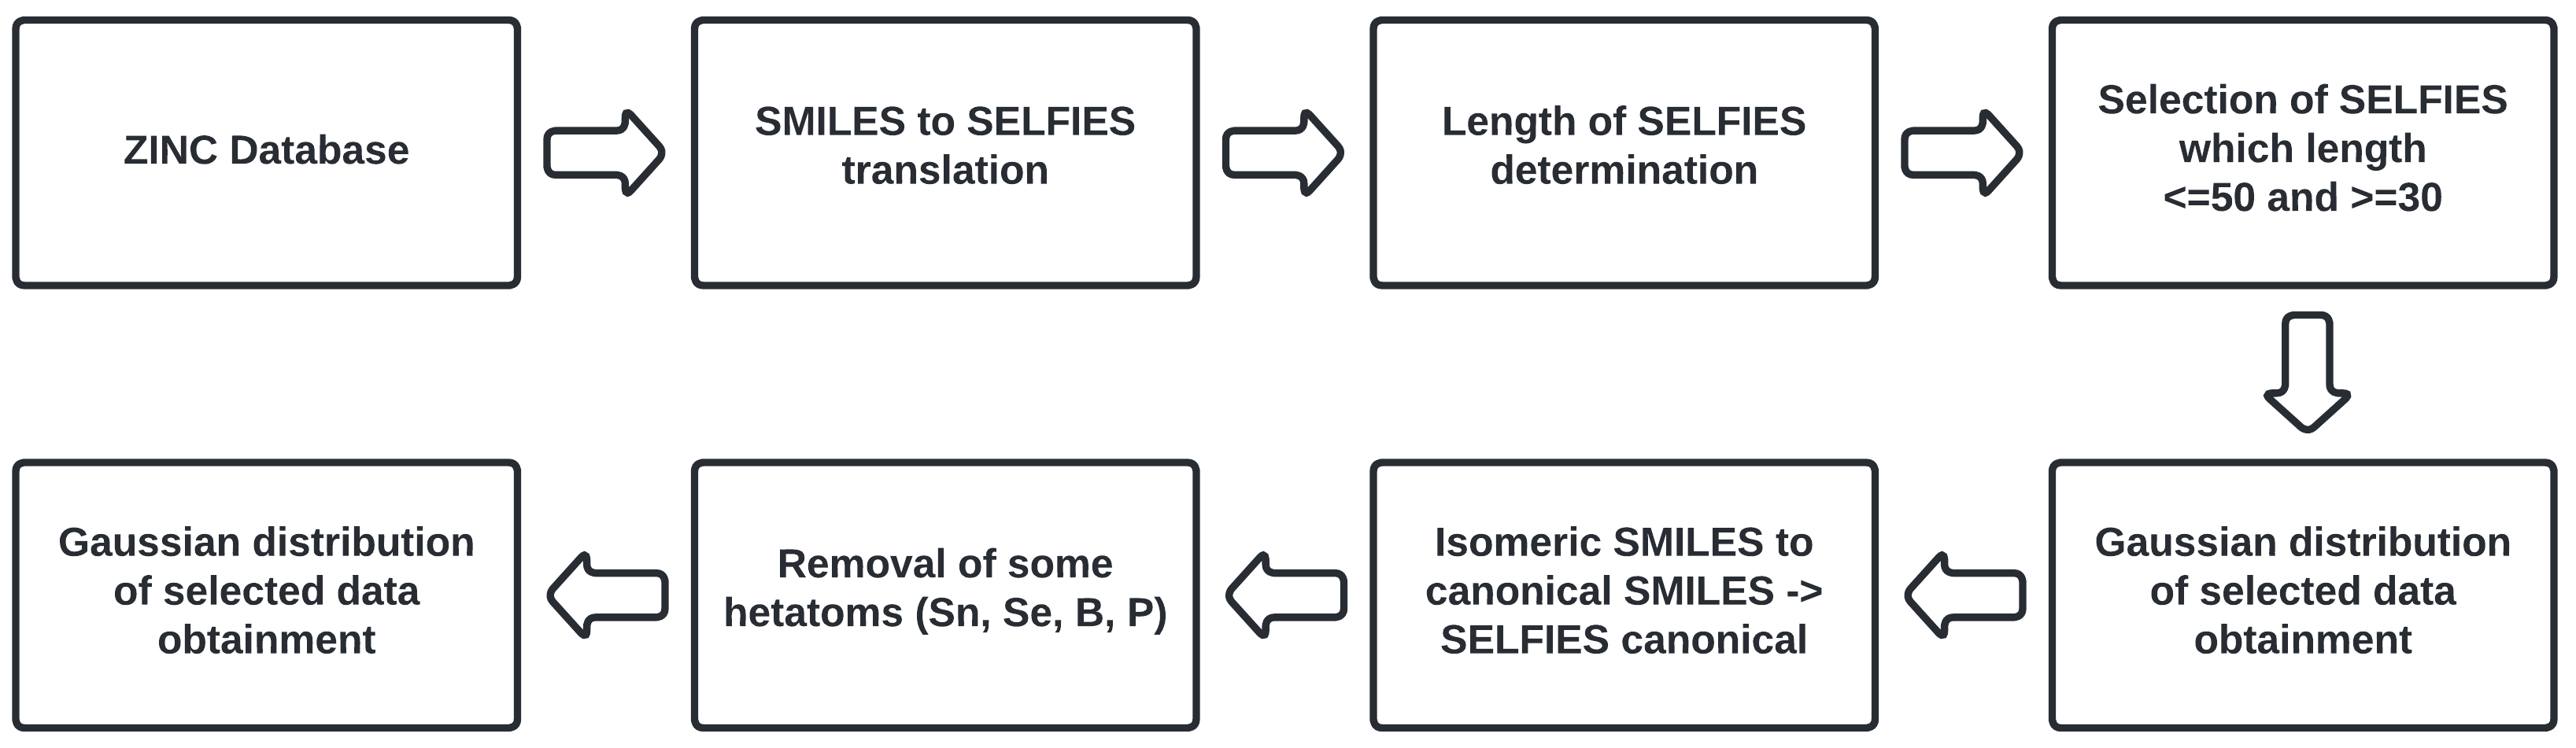 ZINC Database
SMILES to SELFIES
translation
Length of SELFIES
determination
Selection of SELFIES
which length
<=50 and >=30
Gaussian distribution
of selected data
obtainment
Isomeric SMILES to
canonical SMILES ->
SELFIES canonical
Removal of some
hetatoms (Sn, Se, B, P)
Gaussian distribution
of selected data
obtainment